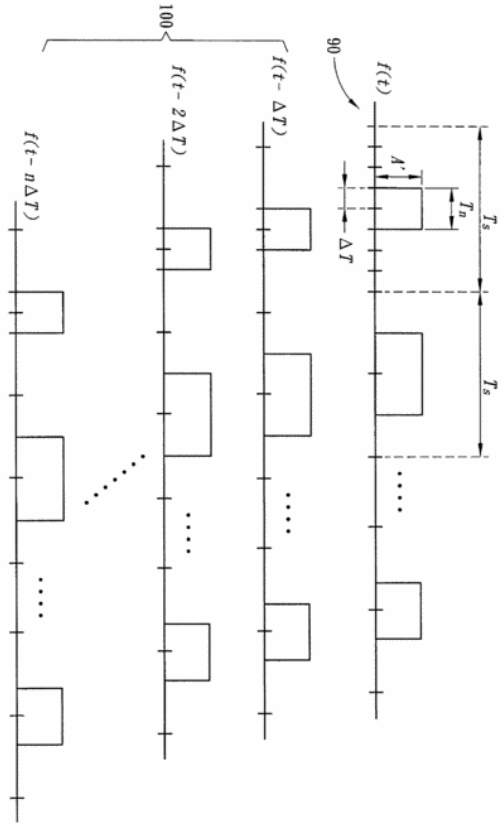 T_s
T_s
T_n
A'
ΔT
f(t)
90
f(t-ΔT)
100
f(t-2ΔT)
f(t-nΔT)